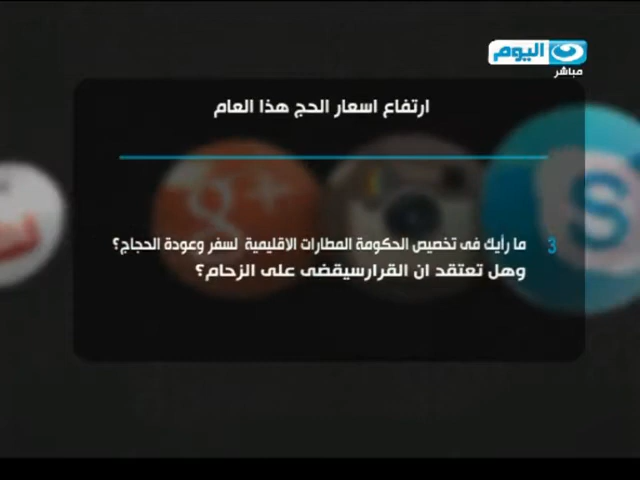 اليوم
مباشر
ارتفاع اسعار الحج هذا العام
3 ما رأيك فى تخصيص الحكومة المطارات الاقليمية لسفر وعودة الحجاج؟
وهل تعتقد ان القرارسيقضى على الزحام؟
g+
S